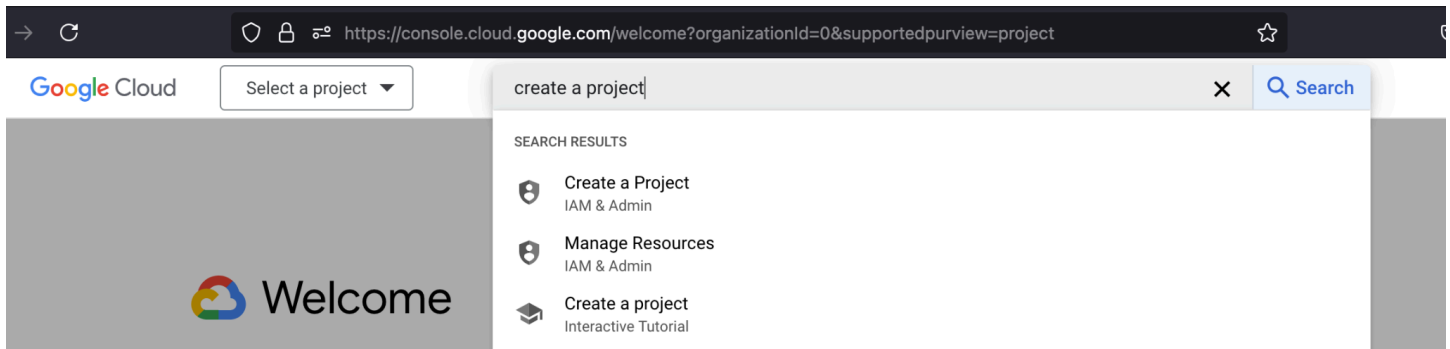 https://console.cloud.google.com/welcome?organizationId=0&supportedpurview=project
Google Cloud
Select a project
create a project
Search
SEARCH RESULTS
Create a Project
IAM & Admin
Manage Resources
IAM & Admin
Create a project
Interactive Tutorial
Welcome